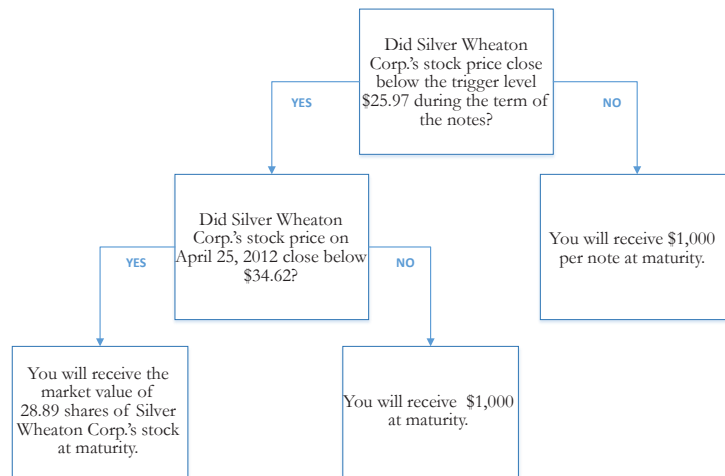 Did Silver Wheaton
Corp.'s stock price close
below the trigger level
$25.97 during the term of
the notes?
YES
NO
Did Silver Wheaton
Corp.'s stock price on
April 25, 2012 close below
$34.62?
You will receive $1,000
per note at maturity.
YES
NO
You will receive the
market value of
28.89 shares of Silver
Wheaton Corp.'s stock
at maturity.
You will receive $1,000
at maturity.